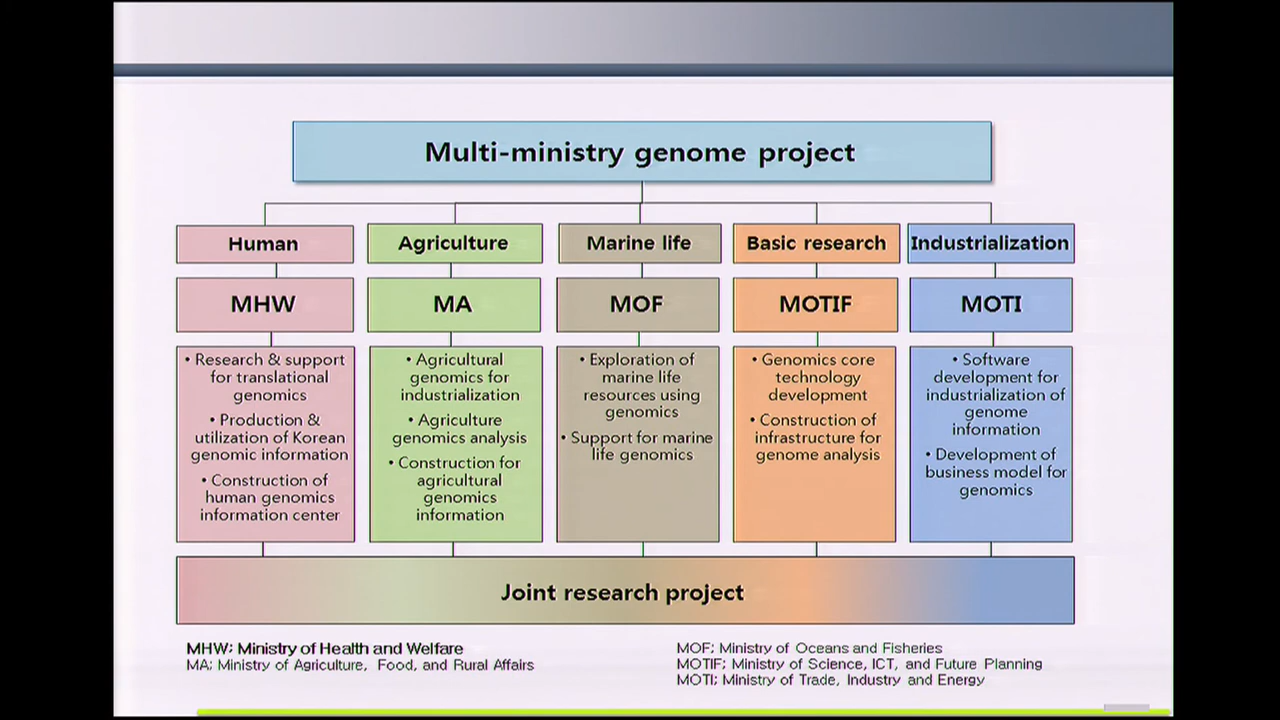 Multi-ministry genome project
Human
Agriculture
Marine life
Basic research
Industrialization
MHW
MA
MOF
MOTIF
MOTI
• Research & support
for translational
genomics
• Production &
utilization of Korean
genomic information
• Construction of
human genomics
information center
• Agricultural
genomics for
industrialization
• Agriculture
genomics analysis
• Construction for
agricultural
genomics
information
• Exploration of
marine life
resources using
genomics
• Support for marine
life genomics
• Genomics core
technology
development
• Construction of
infrastructure for
genome analysis
• Software
development for
industrialization of
genome
information
• Development of
business model for
genomics
Joint research project
MHW: Ministry of Health and Welfare
MA: Ministry of Agriculture, Food, and Rural Affairs
MOF: Ministry of Oceans and Fisheries
MOTIF: Ministry of Science, ICT, and Future Planning
MOTI: Ministry of Trade, Industry and Energy